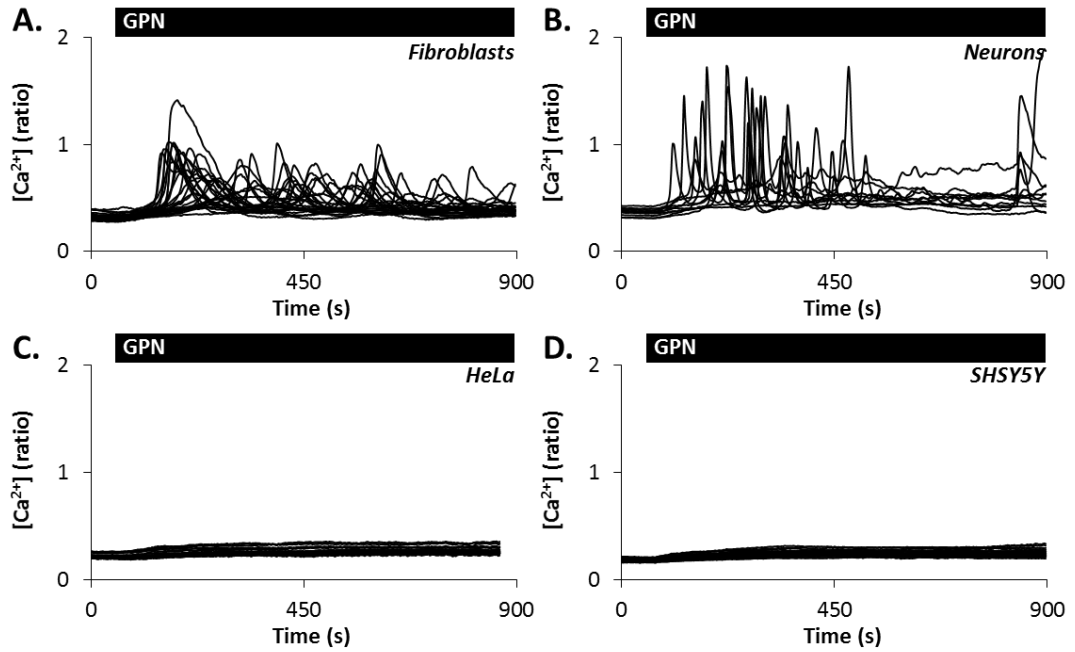 A.
GPN
Fibroblasts
2
1
0
[Ca²⁺] (ratio)
0
450
900
Time (s)
B.
GPN
Neurons
2
1
0
[Ca²⁺] (ratio)
0
450
900
Time (s)
C.
GPN
HeLa
2
1
0
[Ca²⁺] (ratio)
0
450
900
Time (s)
D.
GPN
SHSY5Y
2
1
0
[Ca²⁺] (ratio)
0
450
900
Time (s)